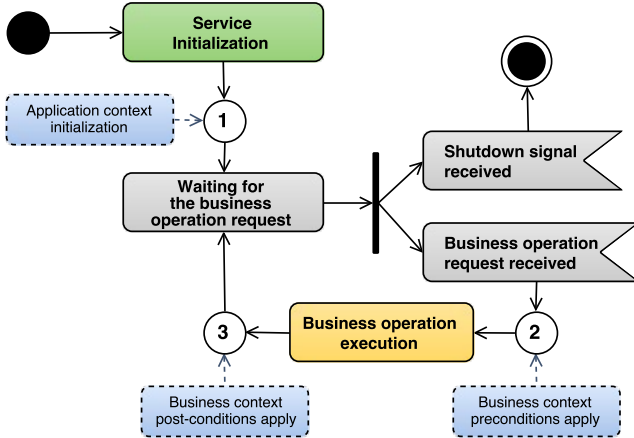 Service
Initialization
Application context
initialization
1
Waiting for
the business
operation request
Shutdown signal
received
Business operation
request received
3
Business operation
execution
2
Business context
post-conditions apply
Business context
preconditions apply